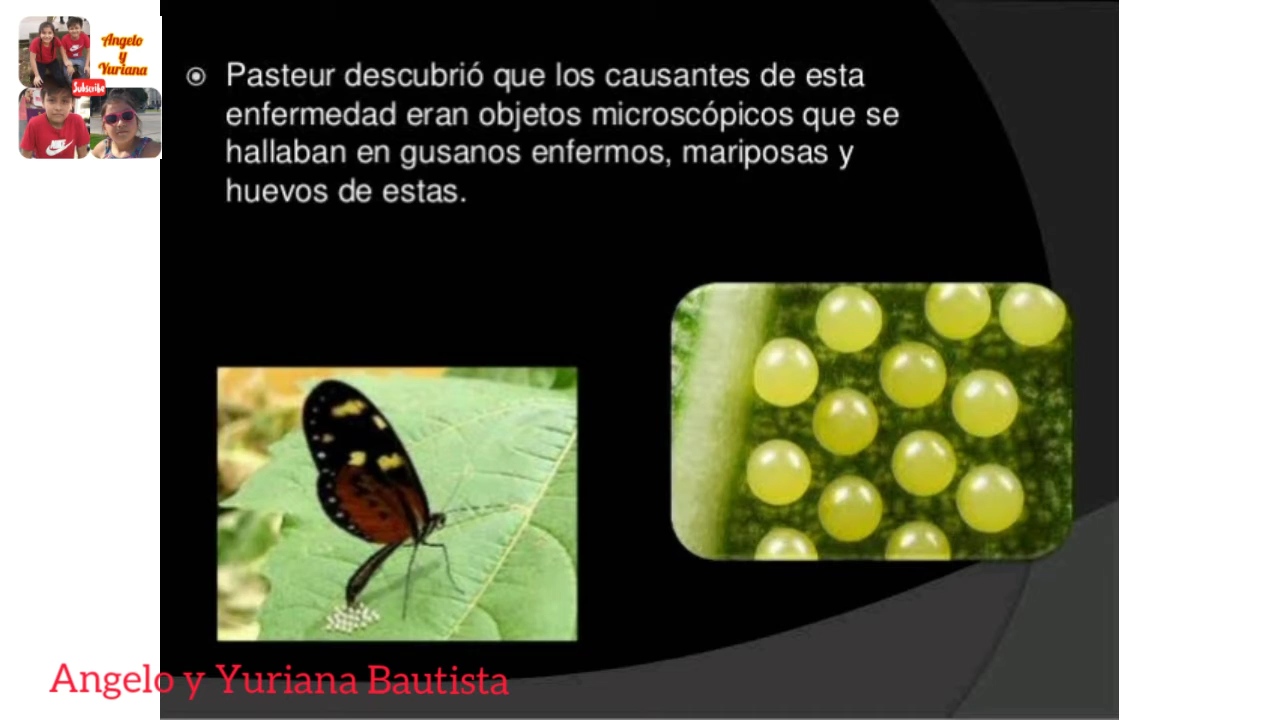 Angelo
y
Yuriana
Subscribe
Pasteur descubrió que los causantes de esta
enfermedad eran objetos microscópicos que se
hallaban en gusanos enfermos, mariposas y
huevos de estas.
Angelo y Yuriana Bautista